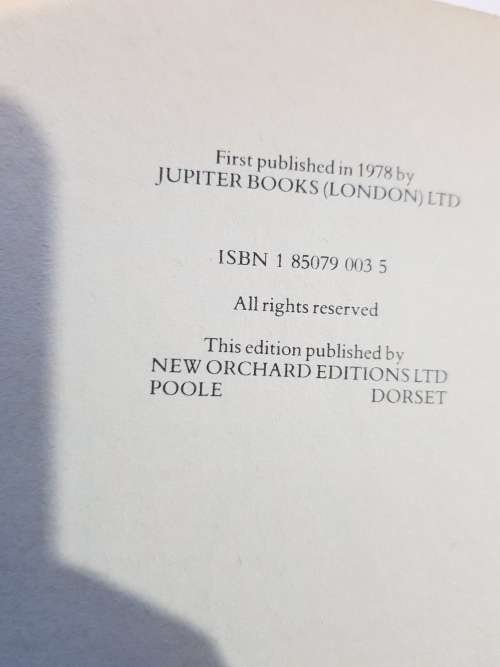 First published in 1978 by
JUPITER BOOKS (LONDON) LTD
ISBN 1 85079 003 5
All rights reserved
This edition published by
NEW ORCHARD EDITIONS LTD
POOLE DORSET